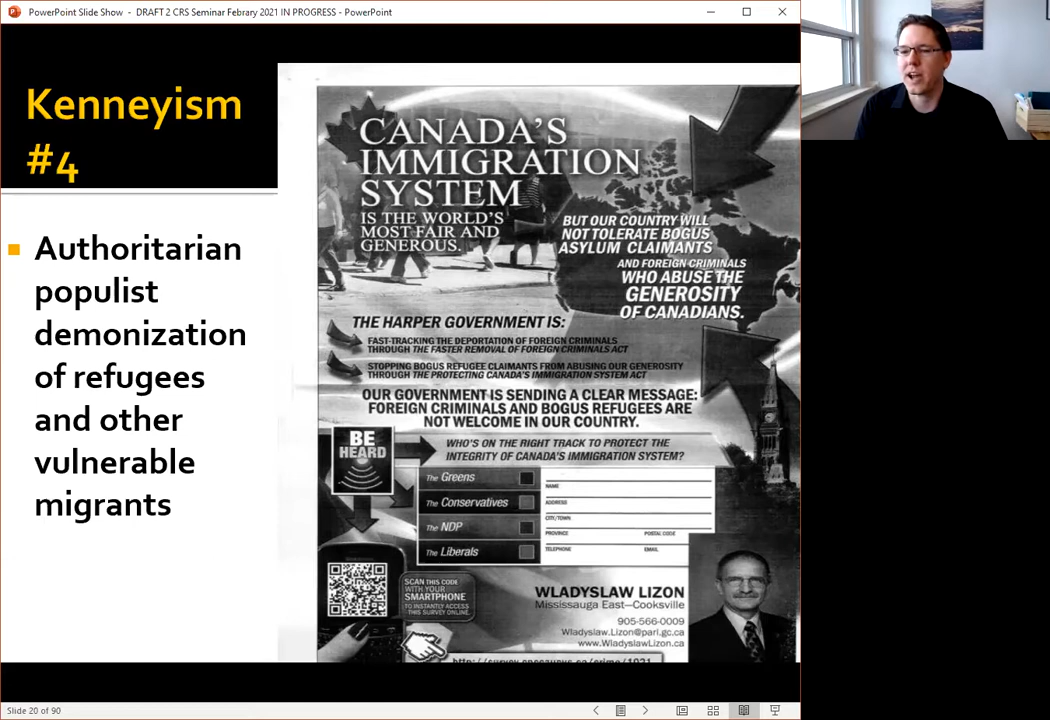 PowerPoint Slide Show - DRAFT 2 CRS Seminar Febrary 2021 IN PROGRESS - PowerPoint
Kenneyism
#4
Authoritarian
populist
demonization
of refugees
and other
vulnerable
migrants
CANADA'S
IMMIGRATION
SYSTEM
IS THE WORLD'S
MOST FAIR AND
GENEROUS.
BUT OUR COUNTRY WILL
NOT TOLERATE BOGUS
ASYLUM CLAIMANTS
AND FOREIGN CRIMINALS
WHO ABUSE THE
GENEROSITY
OF CANADIANS.
THE HARPER GOVERNMENT IS:
FAST-TRACKING THE DEPORTATION OF FOREIGN CRIMINALS
THROUGH THE FASTER REMOVAL OF FOREIGN CRIMINALS ACT
STOPPING BOGUS REFUGEE CLAIMANTS FROM ABUSING OUR GENEROSITY
THROUGH THE PROTECTING CANADA'S IMMIGRATION SYSTEM ACT
OUR GOVERNMENT IS SENDING A CLEAR MESSAGE:
FOREIGN CRIMINALS AND BOGUS REFUGEES ARE
NOT WELCOME IN OUR COUNTRY.
BE
HEARD
WHO'S ON THE RIGHT TRACK TO PROTECT THE
INTEGRITY OF CANADA'S IMMIGRATION SYSTEM?
The Greens
The Conservatives
The NDP
The Liberals
NAME
ADDRESS
CITY/TOWN
PROVINCE POSTAL CODE
TELEPHONE EMAIL
SCAN THIS CODE
WITH YOUR
SMARTPHONE
TO INSTANTLY ACCESS
THIS SURVEY ONLINE.
WLADYSLAW LIZON
Mississauga East—Cooksville
905-566-0009
Wladyslaw.Lizon@parl.gc.ca
www.WladyslawLizon.ca
Slide 20 of 90